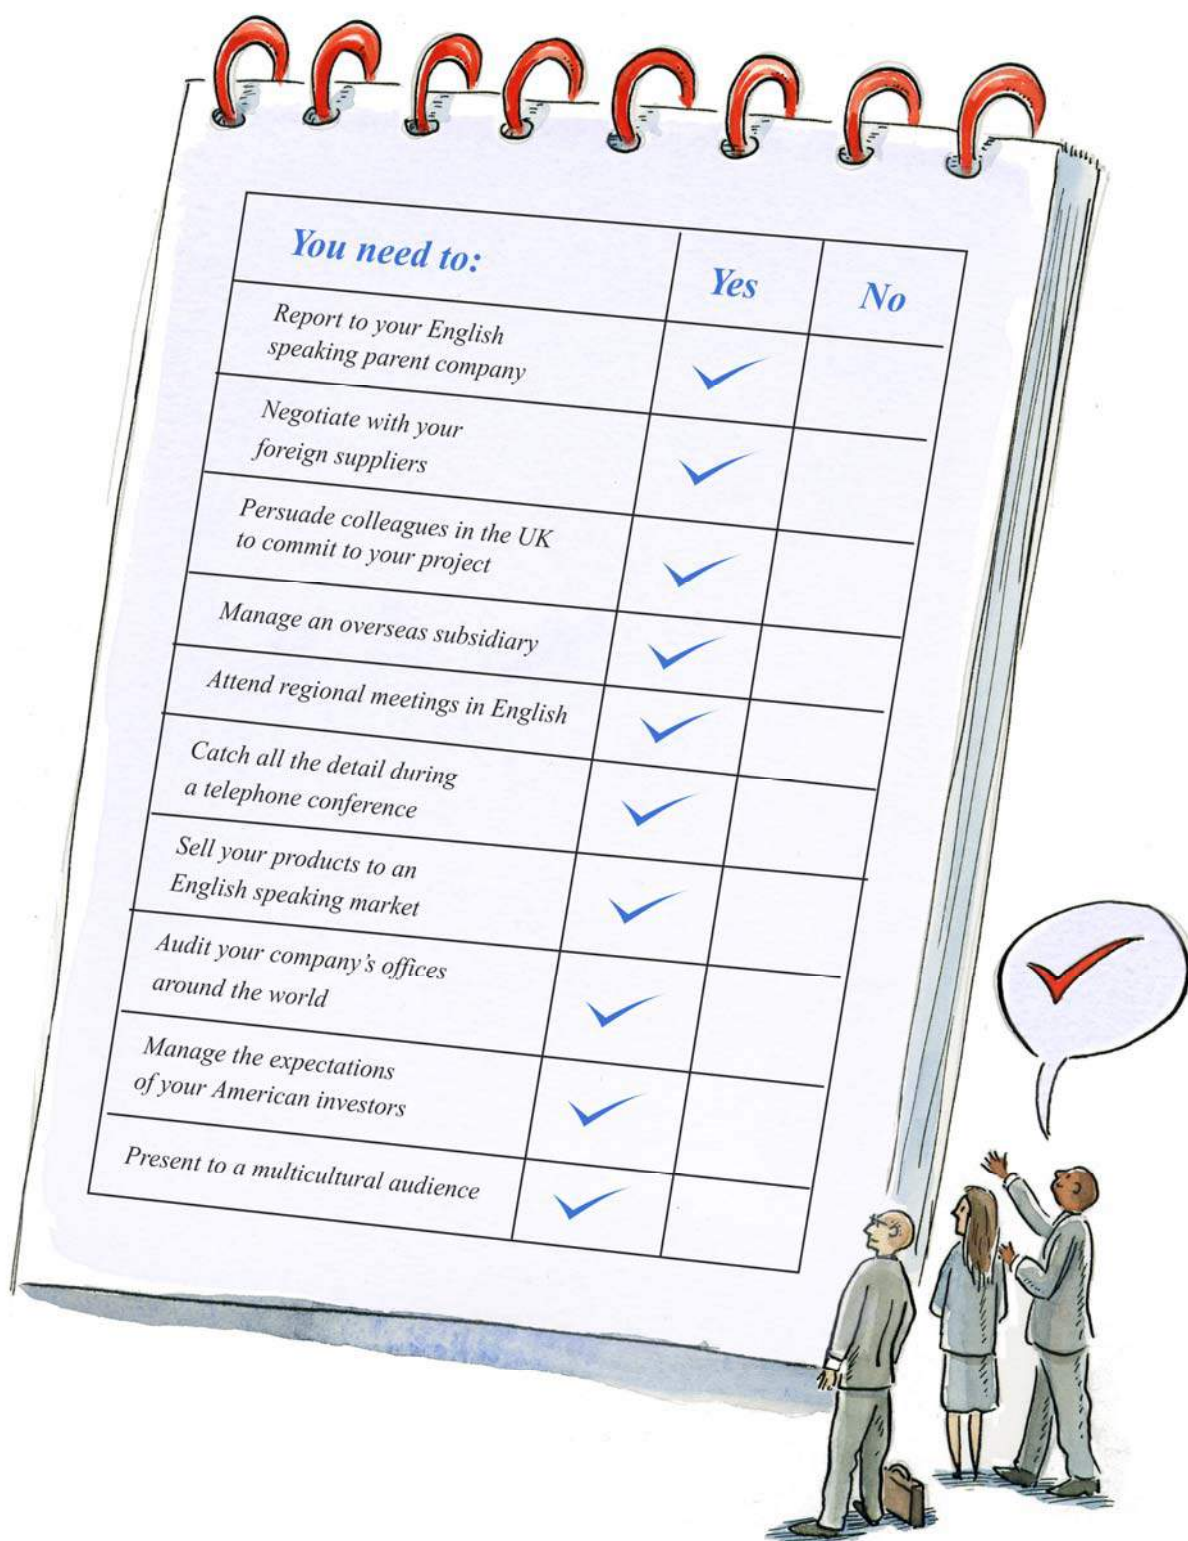 You need to:
Yes
No
Report to your English
speaking parent company
Negotiate with your
foreign suppliers
Persuade colleagues in the UK
to commit to your project
Manage an overseas subsidiary
Attend regional meetings in English
Catch all the detail during
a telephone conference
Sell your products to an
English speaking market
Audit your company’s offices
around the world
Manage the expectations
of your American investors
Present to a multicultural audience